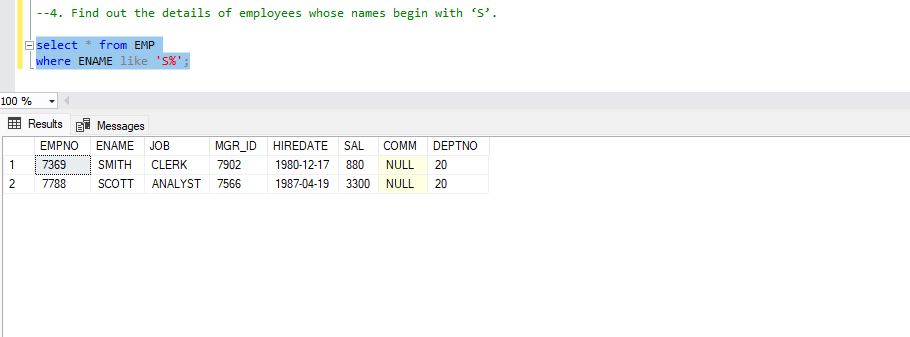 --4. Find out the details of employees whose names begin with ‘S’.
select * from EMP
where ENAME like 'S%';
100 %
Results Messages
EMPNO ENAME JOB MGR_ID HIREDATE SAL COMM DEPTNO
1 7369 SMITH CLERK 7902 1980-12-17 880 NULL 20
2 7788 SCOTT ANALYST 7566 1987-04-19 3300 NULL 20